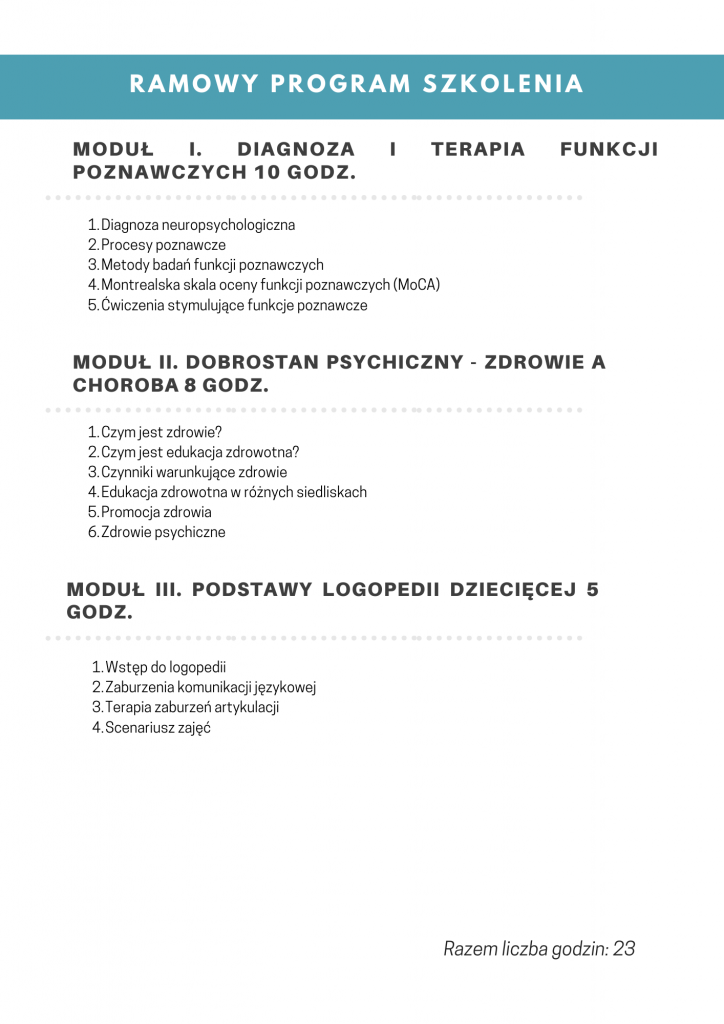 RAMOWY PROGRAM SZKOLENIA
MODUŁ I. DIAGNOZA I TERAPIA FUNKCJI
POZNAWCZYCH 10 GODZ.
1.Diagnoza neuropsychologiczna
2.Procesy poznawcze
3.Metody badań funkcji poznawczych
4.Montrealska skala oceny funkcji poznawczych (MoCA)
5.Ćwiczenia stymulujące funkcje poznawcze
MODUŁ II. DOBROSTAN PSYCHICZNY - ZDROWIE A
CHOROBA 8 GODZ.
1.Czym jest zdrowie?
2.Czym jest edukacja zdrowotna?
3.Czynniki warunkujące zdrowie
4.Edukacja zdrowotna w różnych siedliskach
5.Promocja zdrowia
6.Zdrowie psychiczne
MODUŁ III. PODSTAWY LOGOPEDII DZIECIĘCEJ 5
GODZ.
1.Wstęp do logopedii
2.Zaburzenia komunikacji językowej
3.Terapia zaburzeń artykulacji
4.Scenariusz zajęć
Razem liczba godzin: 23